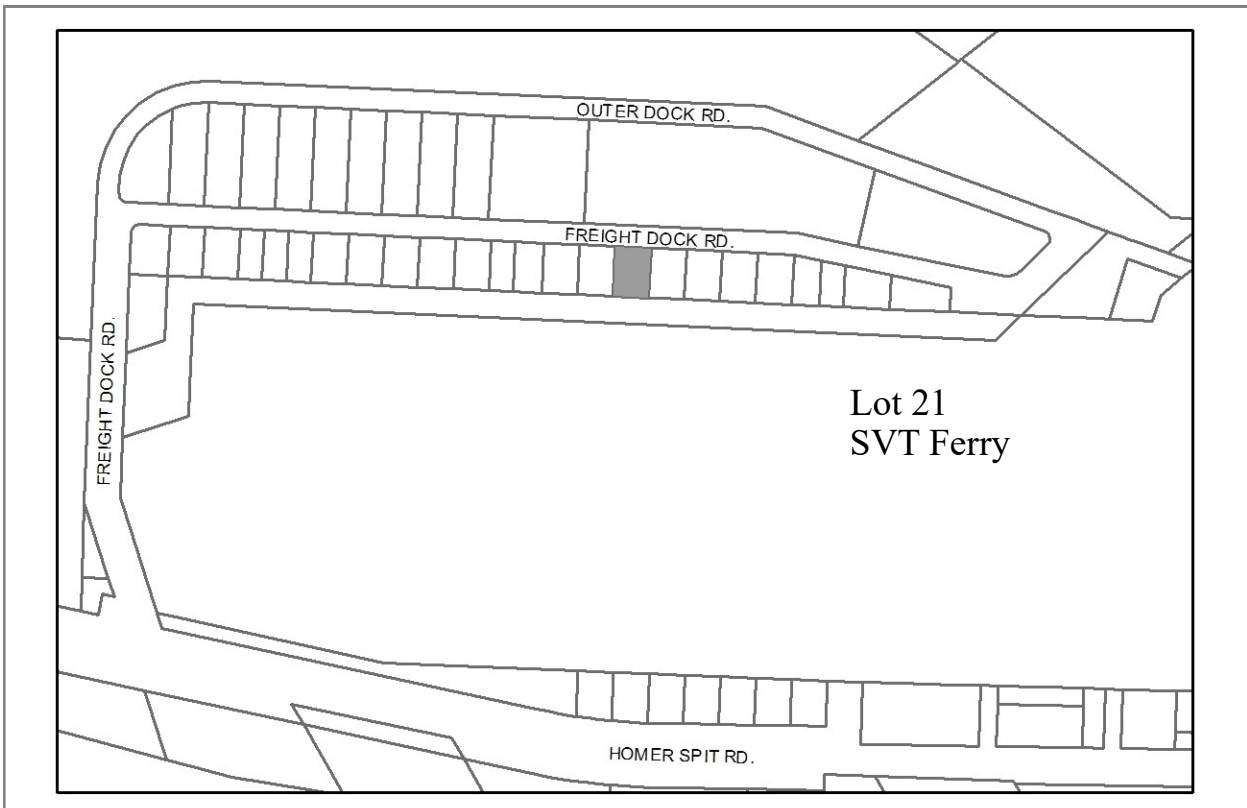 OUTER DOCK RD.
FREIGHT DOCK RD.
FREIGHT DOCK RD.
Lot 21
SVT Ferry
HOMER SPIT RD.